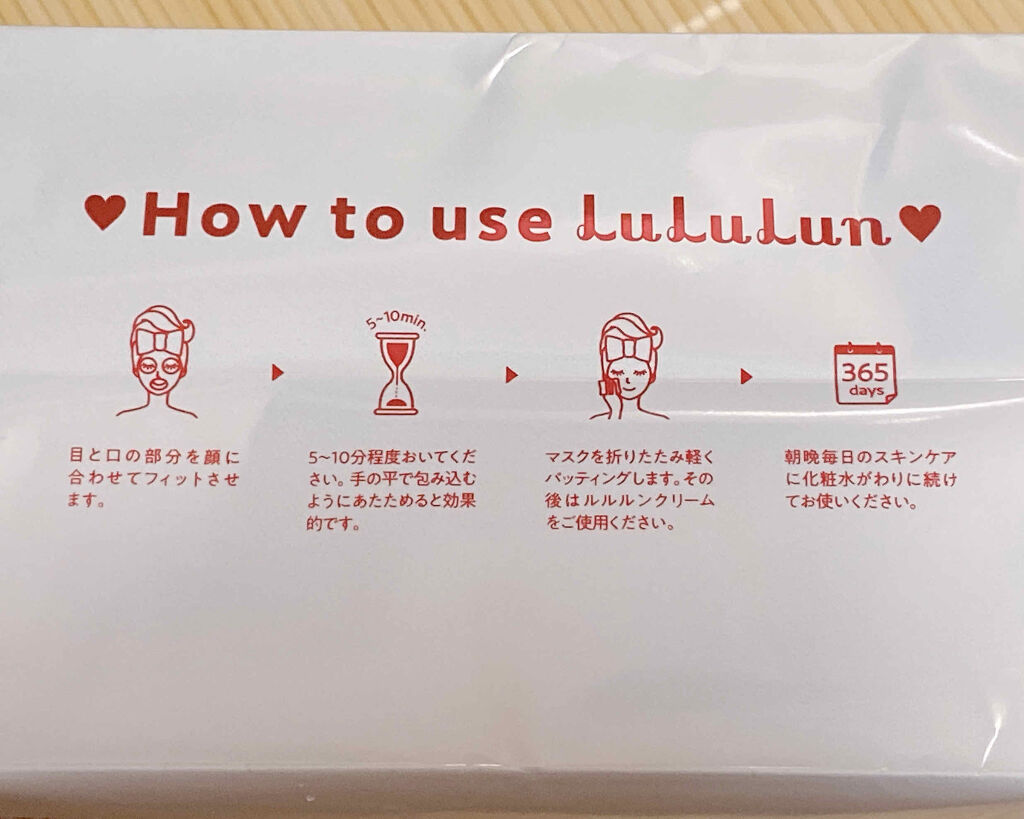 ♥How to use LuLuLun♥
5~10min.
365
days
目と口の部分を顔に
合わせてフィットさせ
ます。
5~10分程度おいてくだ
さい。手の平で包み込む
ようにあたためると効果
的です。
マスクを折りたたみ軽く
パッティングします。その
後はルルルンクリーム
をご使用ください。
朝晩毎日のスキンケア
に化粧水がわりに続け
てお使いください。